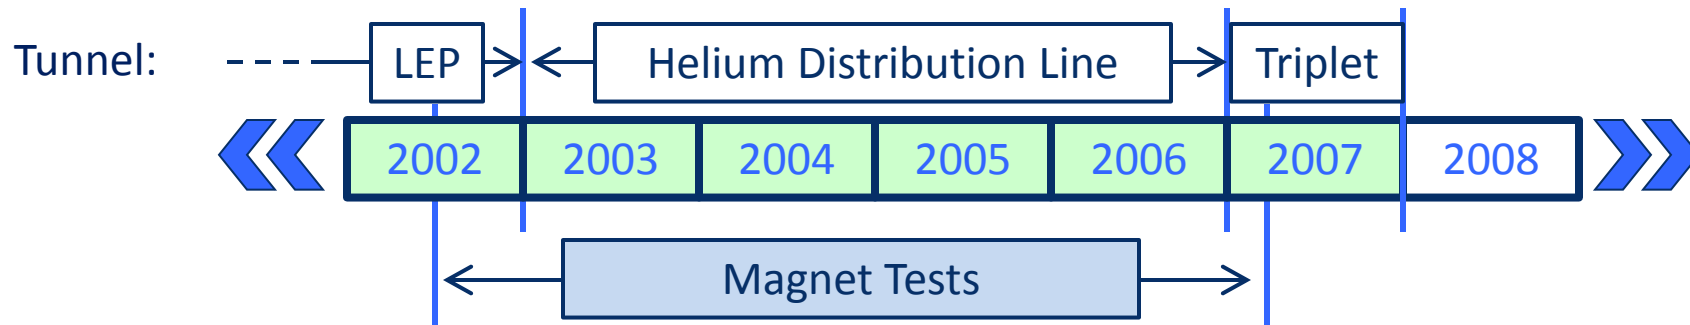 Tunnel: LEP Helium Distribution Line Triplet
2002 2003 2004 2005 2006 2007 2008
Magnet Tests